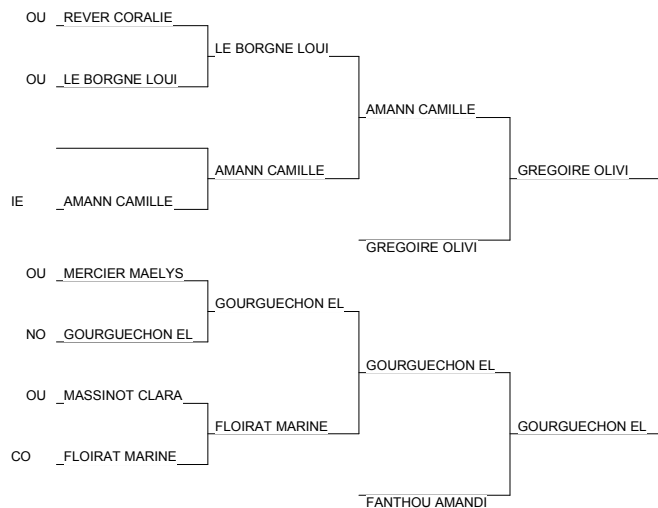 OU REVER CORALIE
LE BORGNE LOUI
OU LE BORGNE LOUI
AMANN CAMILLE
AMANN CAMILLE
GREGOIRE OLIVI
IE AMANN CAMILLE
GREGOIRE OLIVI
OU MERCIER MAELYS
GOURGUECHON EL
NO GOURGUECHON EL
GOURGUECHON EL
OU MASSINOT CLARA
FLOIRAT MARINE
GOURGUECHON EL
CO FLOIRAT MARINE
FANTHOU AMANDI